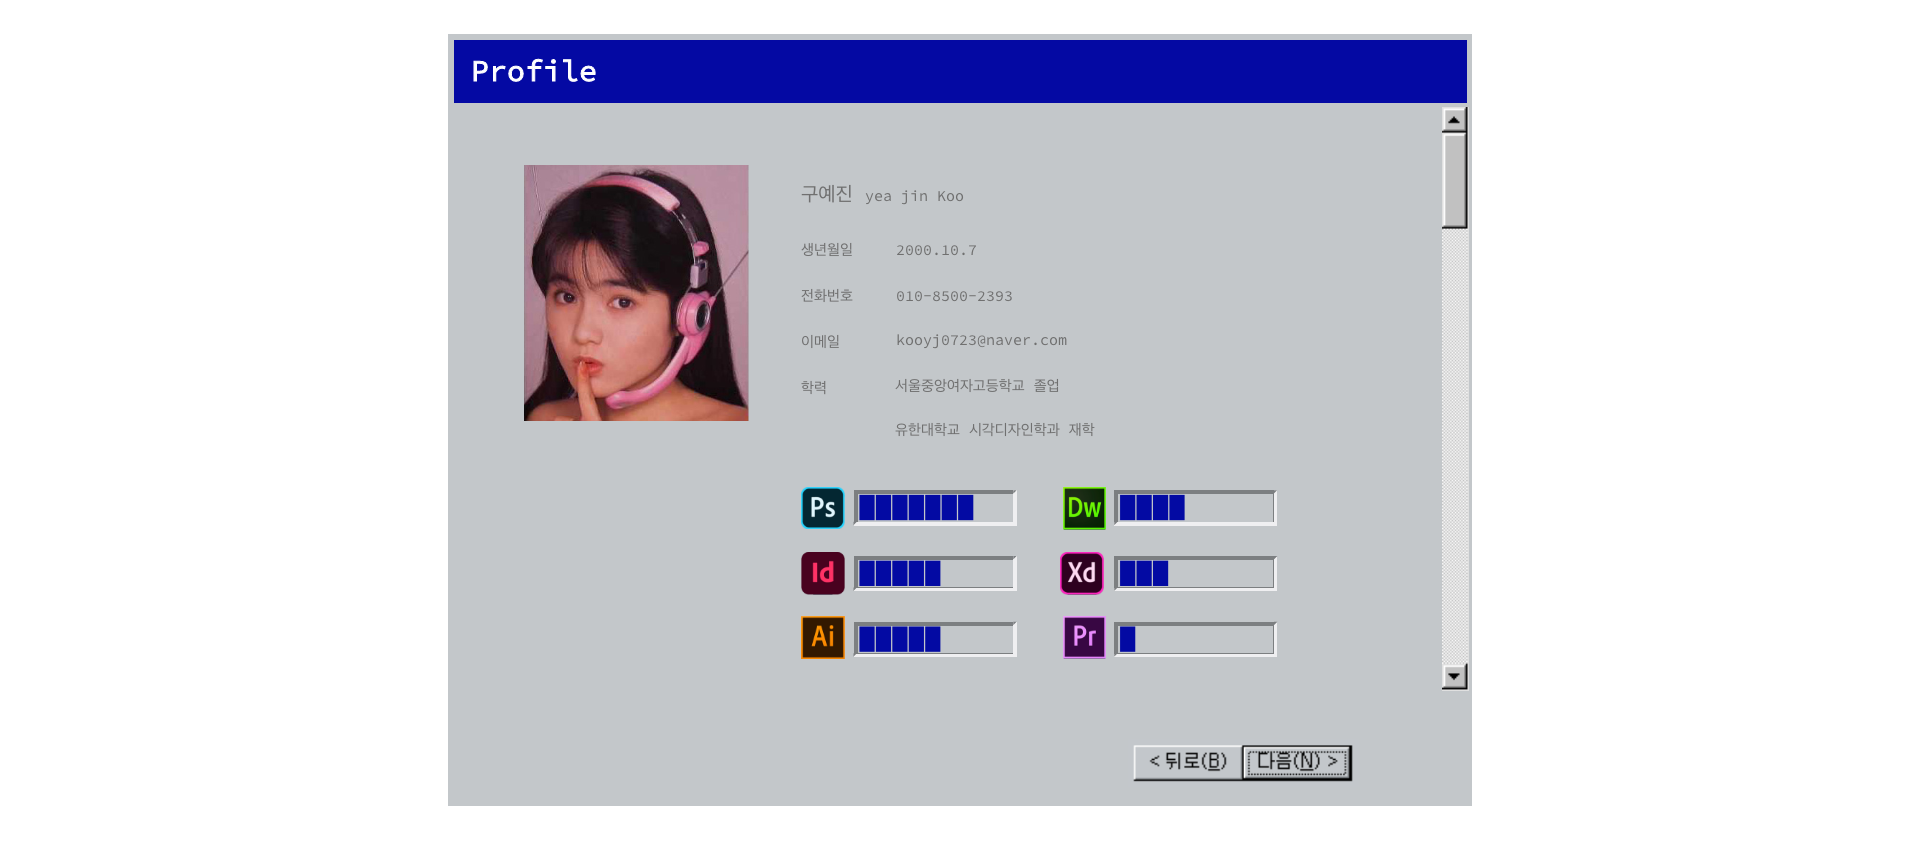 Profile
구예진 yea jin Koo
생년월일 2000.10.7
전화번호 010-8500-2393
이메일 kooyj0723@naver.com
학력 서울중앙여자고등학교 졸업
유한대학교 시각디자인학과 재학
Ps Dw
Id Xd
Ai Pr
< 뒤로(B) 다음(N) >